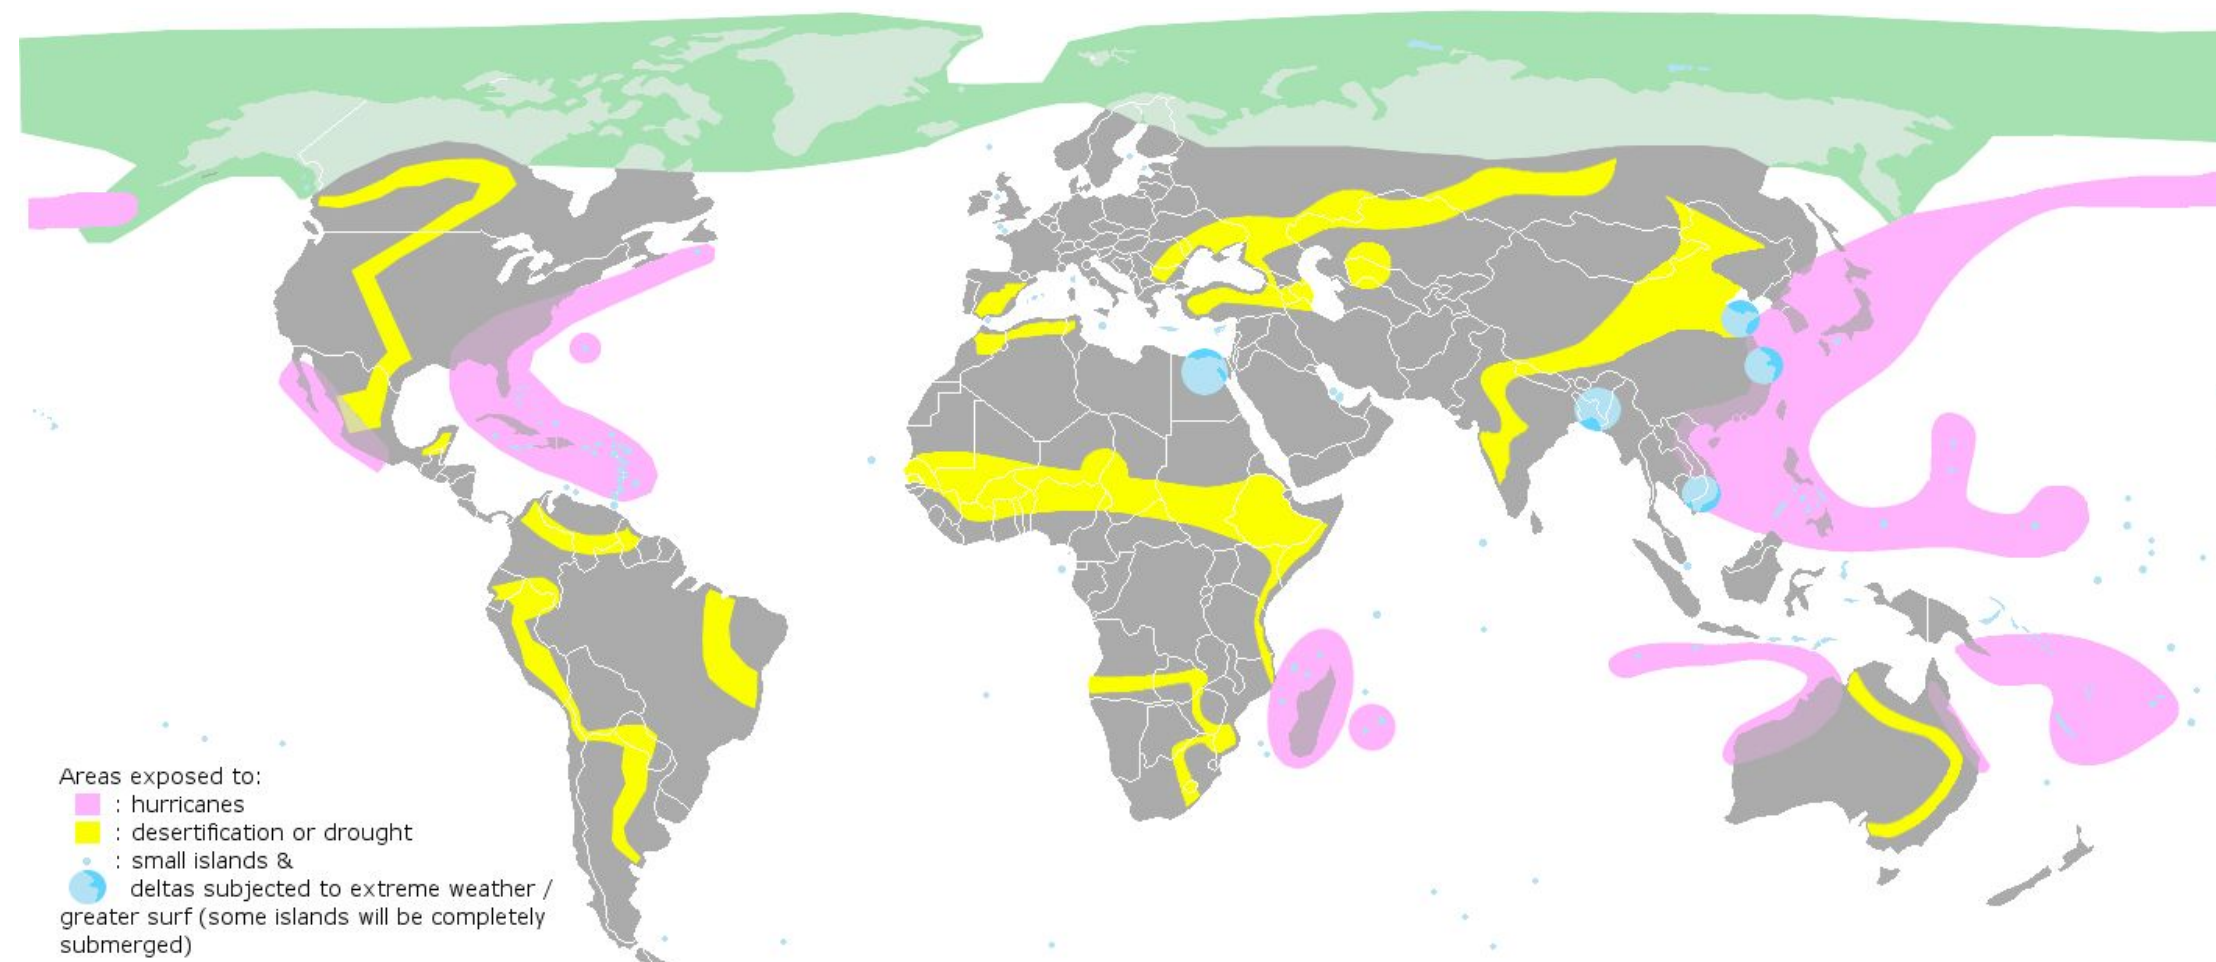 Areas exposed to:
: hurricanes
: desertification or drought
: small islands &
deltas subjected to extreme weather /
greater surf (some islands will be completely
submerged)